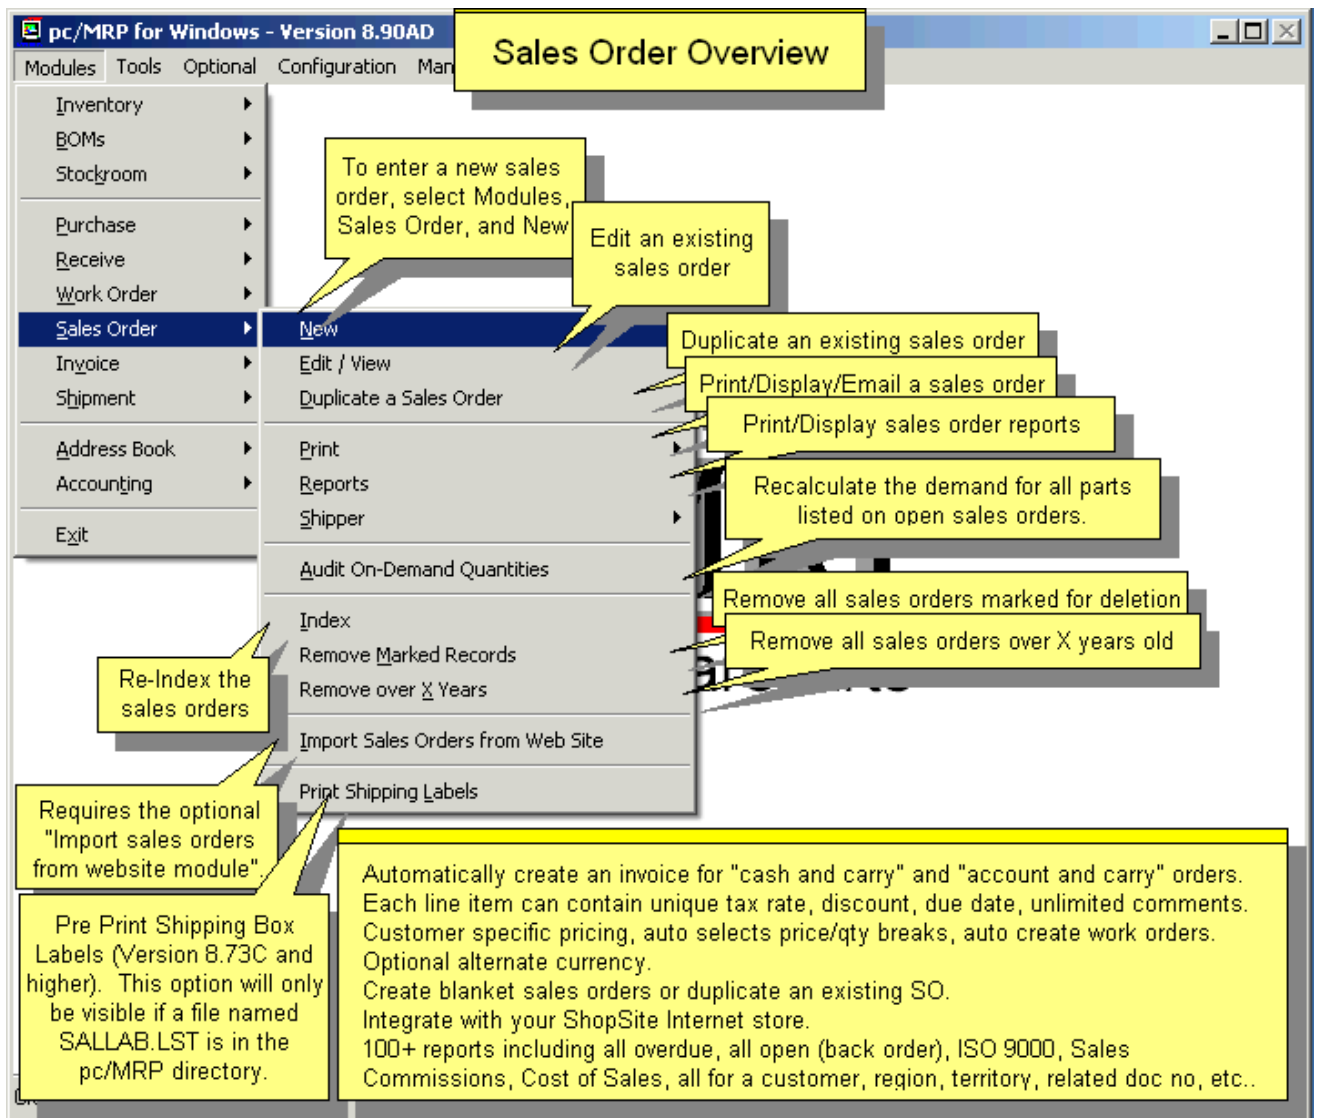 pc/MRP for Windows - Version 8.90AD
Sales Order Overview
Modules Tools Optional Configuration
Inventory
BOMs
Stockroom
Purchase
Receive
Work Order
Sales Order
Invoice
Shipment
Address Book
Accounting
Exit
To enter a new sales
order, select Modules,
Sales Order, and New
Edit an existing
sales order
New
Edit / View
Duplicate a Sales Order
Print
Reports
Shipper
Audit On-Demand Quantities
Index
Remove Marked Records
Remove over X Years
Import Sales Orders from Web Site
Print Shipping Labels
Duplicate an existing sales order
Print/Display/Email a sales order
Print/Display sales order reports
Recalculate the demand for all parts
listed on open sales orders.
Remove all sales orders marked for deletion
Remove all sales orders over X years old
Re-Index the
sales orders
Requires the optional
"Import sales orders
from website module".
Pre Print Shipping Box
Labels (Version 8.73C and
higher). This option will only
be visible if a file named
SALLAB.LST is in the
pc/MRP directory.
Automatically create an invoice for "cash and carry" and "account and carry" orders.
Each line item can contain unique tax rate, discount, due date, unlimited comments.
Customer specific pricing, auto selects price/qty breaks, auto create work orders.
Optional alternate currency.
Create blanket sales orders or duplicate an existing SO.
Integrate with your ShopSite Internet store.
100+ reports including all overdue, all open (back order), ISO 9000, Sales
Commissions, Cost of Sales, all for a customer, region, territory, related doc no, etc..